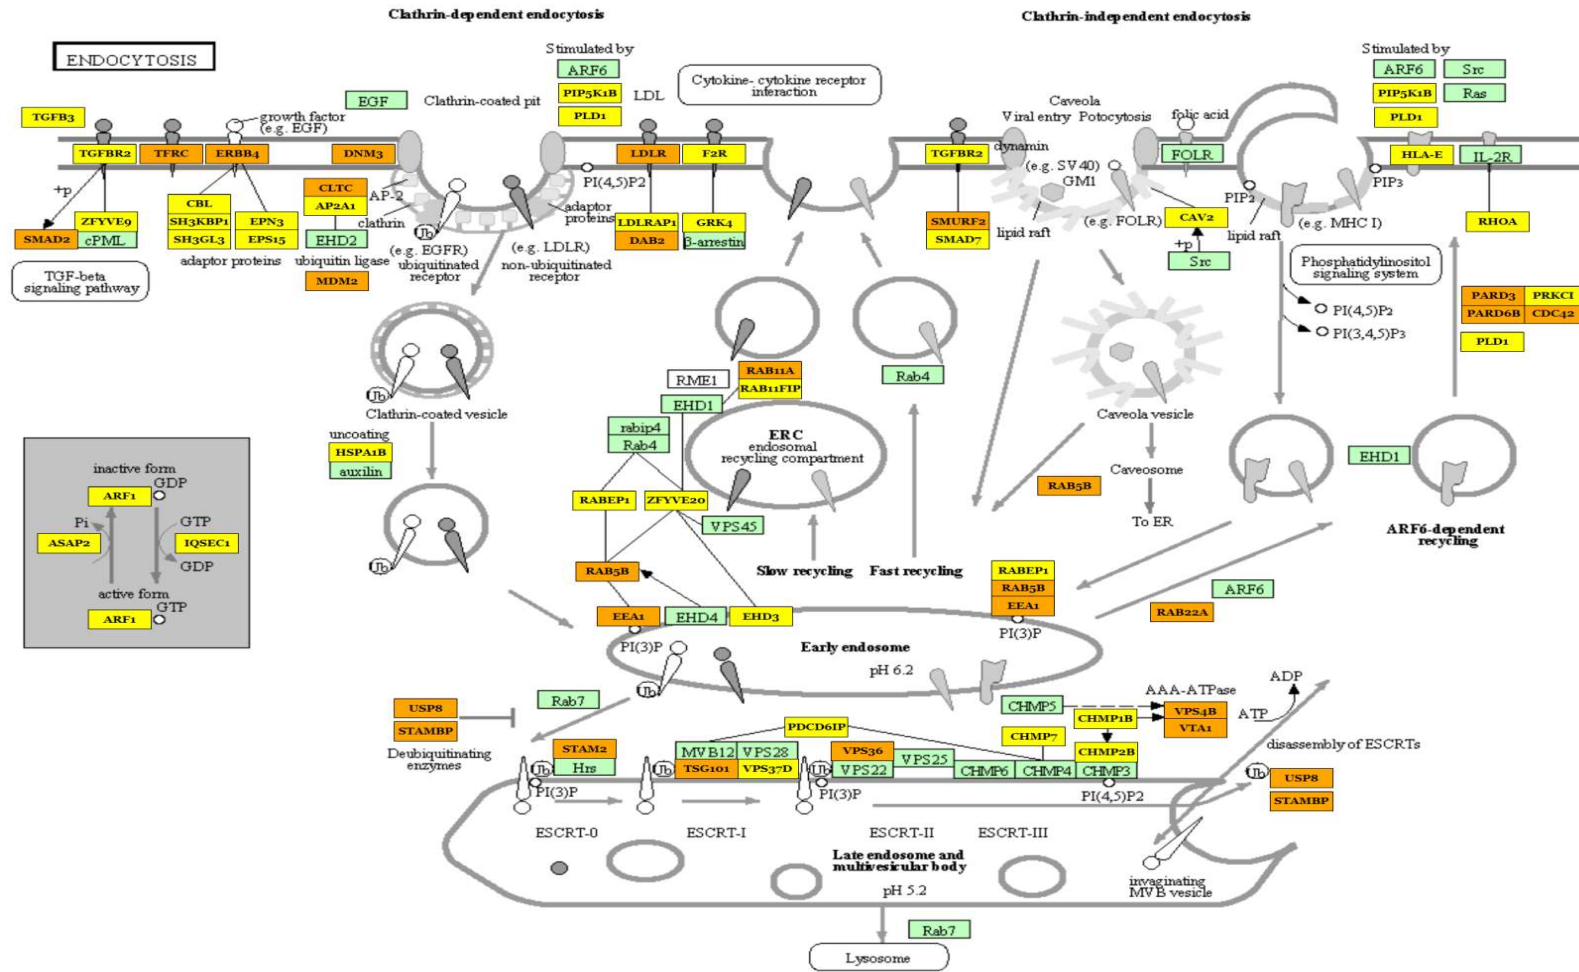 Clathrin-dependent endocytosis
Clathrin-independent endocytosis
ENDOCYTOSIS
Stimulated by
ARF6
PIP5K1B
PLD1
LDL
EGF
Clathrin-coated pit
Cytokine- cytokine receptor
interaction
Caveola
Viral entry Potocytosis
folic acid
Stimulated by
ARF6
Src
PIP5K1B
Ras
PLD1
TGFB3
growth factor
(e.g. EGF)
TGFBR2
TFRC
ERBB4
DNM3
LDLR
F2R
TGFBR2
dynamin
(e.g. SV40)
GM1
FOLR
HLA-E
IL-2R
+p
CBL
SH3KBP1
SH3GL3
EPN3
EPS15
adaptor proteins
CLTC
AP2A1
EHD2
AP-2
clathrin
PI(4,5)P2
adaptor
proteins
LDLRAP1
DAB2
GRK4
β-arrestin
SMURF2
SMAD7
lipid raft
(e.g. FOLR)
CAV2
+p
Src
PIP2
lipid raft
(e.g. MHC I)
PIP3
RHOA
ZFYVE9
SMAD2
cPML
TGF-beta
signaling pathway
ubiquitin ligase
MDM2
Ub
(e.g. EGFR)
ubiquitinated
receptor
(e.g. LDLR)
non-ubiquitinated
receptor
Phosphatidylinositol
signaling system
PI(4,5)P2
PI(3,4,5)P3
PARD3
PRKCI
PARD6B
CDC42
PLD1
Ub
Clathrin-coated vesicle
RME1
RAB11A
RAB11FIP
EHD1
Rab4
Caveola vesicle
uncoating
HSPA1B
auxilin
rabip4
Rab4
ERC
endosomal
recycling compartment
EHD1
inactive form
GDP
ARF1
Pi
GTP
ASAP2
IQSEC1
GDP
active form
GTP
ARF1
Ub
RABEP1
ZFYVE20
VPS45
RAB5B
Caveosome
To ER
ARF6-dependent
recycling
Slow recycling
Fast recycling
RAB5B
RABEP1
RAB5B
EEA1
PI(3)P
ARF6
RAB22A
EEA1
EHD4
EHD3
PI(3)P
Early endosome
pH 6.2
Ub
Rab7
USP8
STAMBP
Deubiquitinating
enzymes
PDCD6IP
CHMP5
CHMP1B
CHMP7
CHMP2B
AAA-ATPase
VPS4B
VTA1
ATP
ADP
disassembly of ESCRTs
STAM2
Hrs
Ub
MVB12
VPS28
TSG101
VPS37D
Ub
VPS36
VPS22
VPS25
Ub
CHMP6
CHMP4
CHMP3
PI(3)P
PI(3)P
PI(4,5)P2
Ub
USP8
STAMBP
ESCRT-0
ESCRT-I
ESCRT-II
ESCRT-III
Late endosome and
multivesicular body
pH 5.2
invaginating
MVB vesicle
Rab7
Lysosome